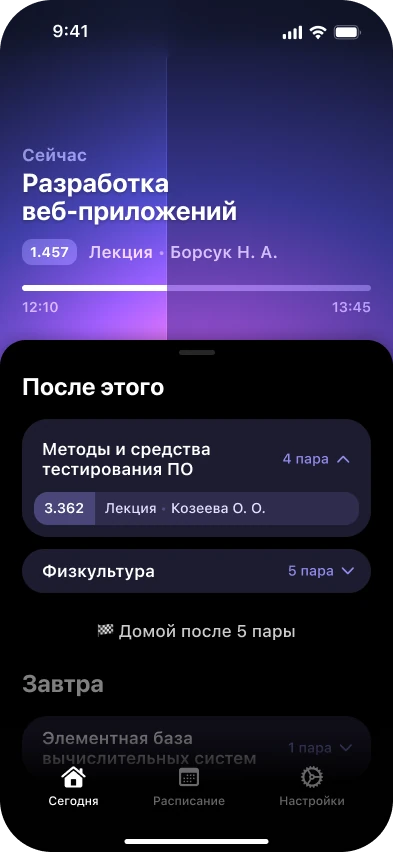 9:41
Сейчас
Разработка
веб-приложений
1.457 Лекция • Борсук Н. А.
12:10 13:45
После этого
Методы и средства
тестирования ПО
4 пара
3.362 Лекция • Козеева О. О.
Физкультура 5 пара
Домой после 5 пары
Завтра
Элементная база
вычислительных систем
1 пара
Сегодня Расписание Настройки